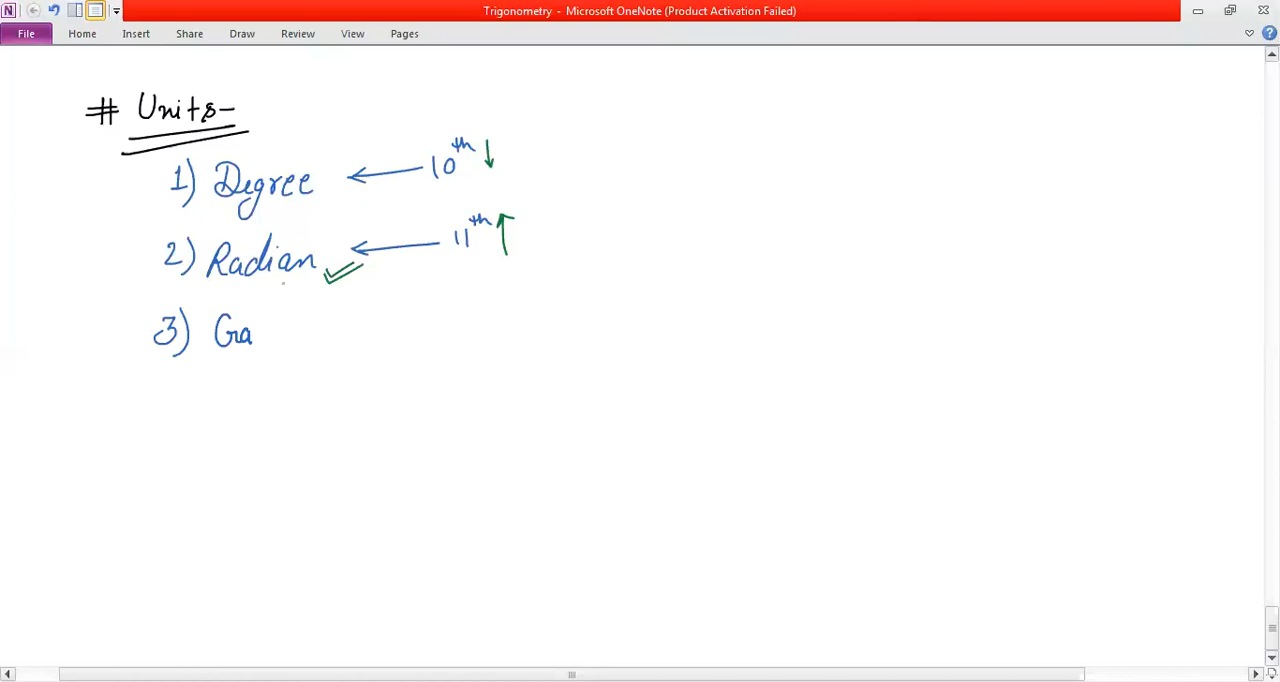 Trigonometry - Microsoft OneNote (Product Activation Failed)
File Home Insert Share Draw Review View Pages
# Units-
1) Degree ← 10th ↓
2) Radian ← 11th ↑
3) Gra